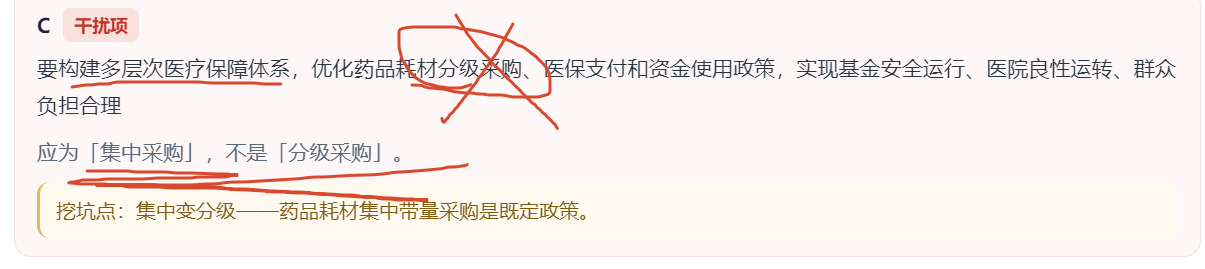 C 干扰项
要构建多层次医疗保障体系，优化药品耗材分级采购、医保支付和资金使用政策，实现基金安全运行、医院良性运转、群众
负担合理
应为「集中采购」，不是「分级采购」。
挖坑点：集中变分级——药品耗材集中带量采购是既定政策。